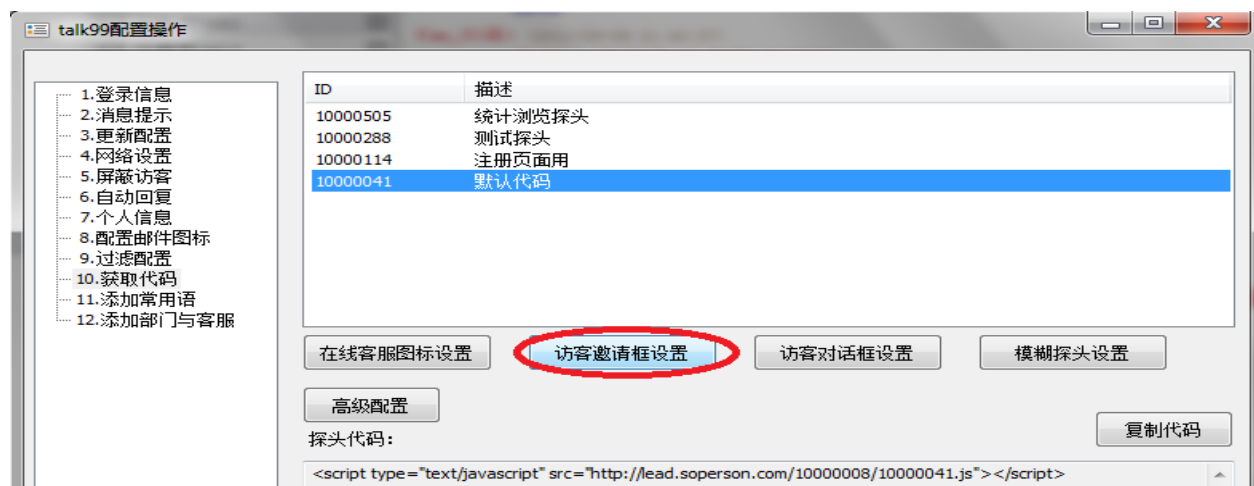 talk99配置操作
1.登录信息
2.消息提示
3.更新配置
4.网络设置
5.屏蔽访客
6.自动回复
7.个人信息
8.配置邮件图标
9.过滤配置
10.获取代码
11.添加常用语
12.添加部门与客服
ID 描述
10000505 统计浏览探头
10000288 测试探头
10000114 注册页面用
10000041 默认代码
在线客服图标设置 访客邀请框设置 访客对话框设置 模糊探头设置
高级配置
复制代码
探头代码:
<script type="text/javascript" src="http://lead.soperson.com/10000008/10000041.js"></script>